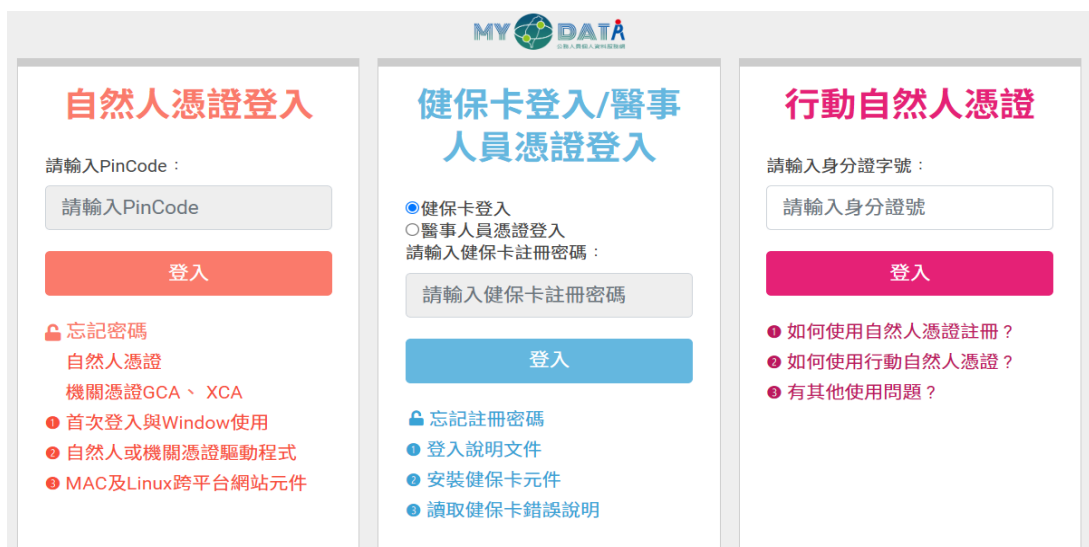 MY DATA
公務人員個人資料服務網
自然人憑證登入
請輸入PinCode：
請輸入PinCode
登入
忘記密碼
自然人憑證
機關憑證GCA、 XCA
❶ 首次登入與Window使用
❷ 自然人或機關憑證驅動程式
❸ MAC及Linux跨平台網站元件
健保卡登入/醫事
人員憑證登入
健保卡登入
醫事人員憑證登入
請輸入健保卡註冊密碼：
請輸入健保卡註冊密碼
登入
忘記註冊密碼
❶ 登入說明文件
❷ 安裝健保卡元件
❸ 讀取健保卡錯誤說明
行動自然人憑證
請輸入身分證字號：
請輸入身分證號
登入
❶ 如何使用自然人憑證註冊？
❷ 如何使用行動自然人憑證？
❸ 有其他使用問題？